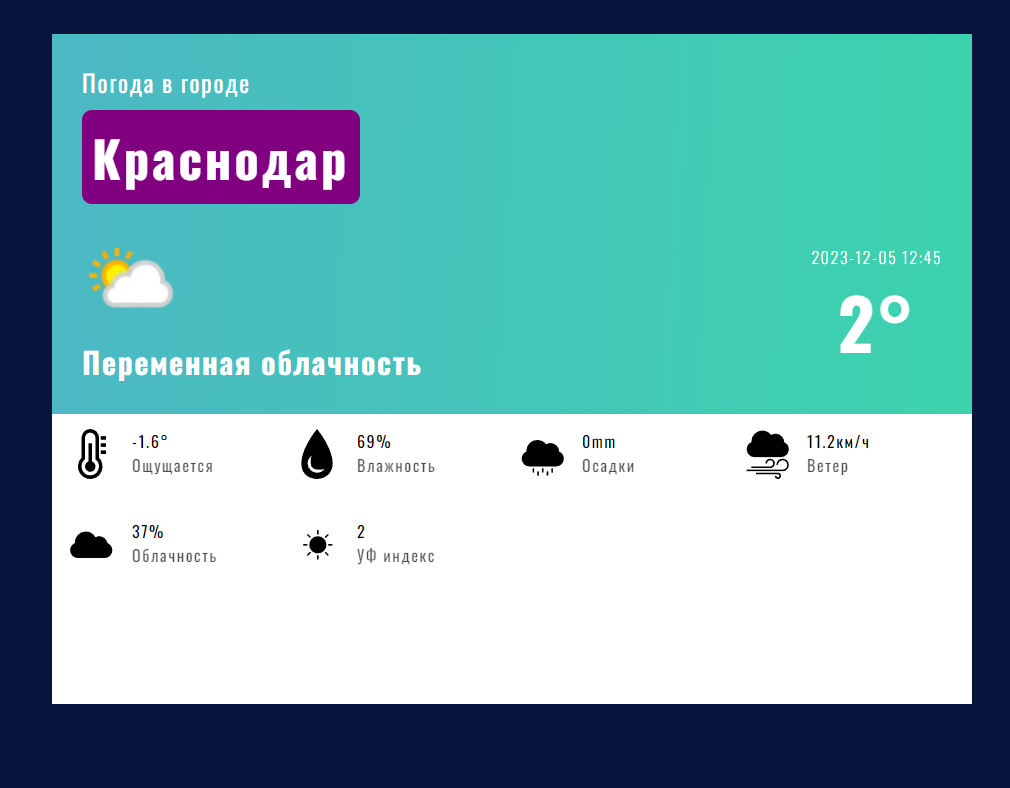 Погода в городе
Краснодар
2023-12-05 12:45
2°
Переменная облачность
-1.6°
Ощущается
69%
Влажность
0mm
Осадки
11.2км/ч
Ветер
37%
Облачность
2
УФ индекс